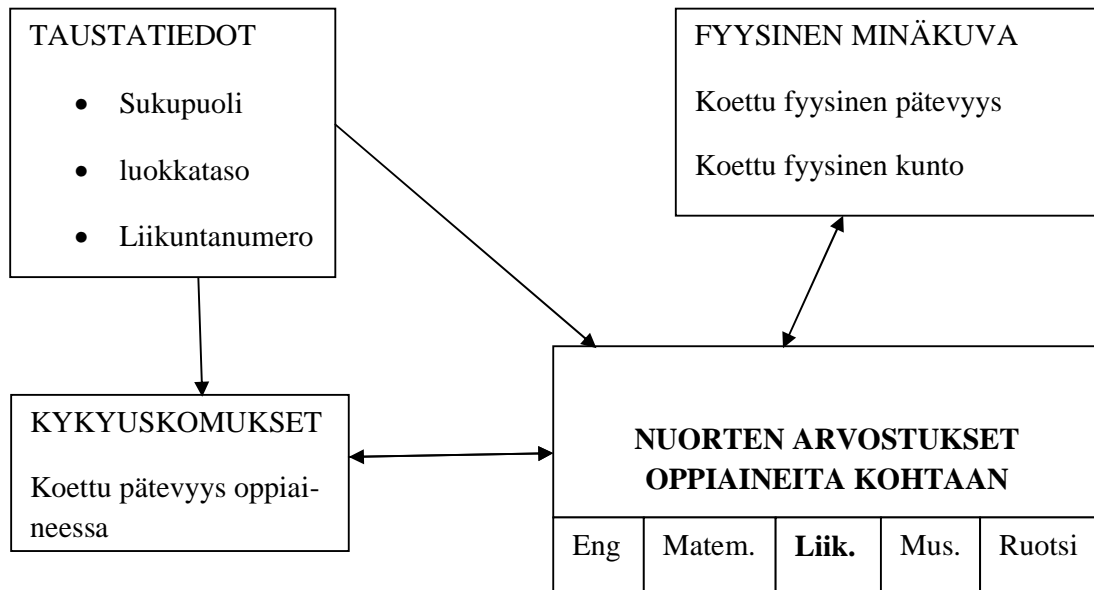 TAUSTATIEDOT
• Sukupuoli
• luokkataso
• Liikuntanumero
FYYSINEN MINÄKUVA
Koettu fyysinen pätevyys
Koettu fyysinen kunto
KYKYUSKOMUKSET
Koettu pätevyys oppiai-
neessa
NUORTEN ARVOSTUKSET
OPPIAINEITA KOHTAAN
Eng Matem. Liik. Mus. Ruotsi